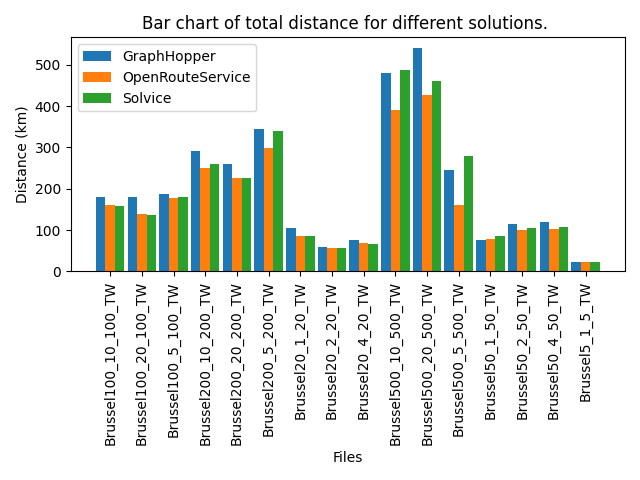 Bar chart of total distance for different solutions.
GraphHopper
OpenRouteService
Solvice
Distance (km)
500
400
300
200
100
0
Brussel100_10_100_TW
Brussel100_20_100_TW
Brussel100_5_100_TW
Brussel200_10_200_TW
Brussel200_20_200_TW
Brussel200_5_200_TW
Brussel20_1_20_TW
Brussel20_2_20_TW
Brussel20_4_20_TW
Brussel500_10_500_TW
Brussel500_20_500_TW
Brussel500_5_500_TW
Brussel50_1_50_TW
Brussel50_2_50_TW
Brussel50_4_50_TW
Brussel5_1_5_TW
Files